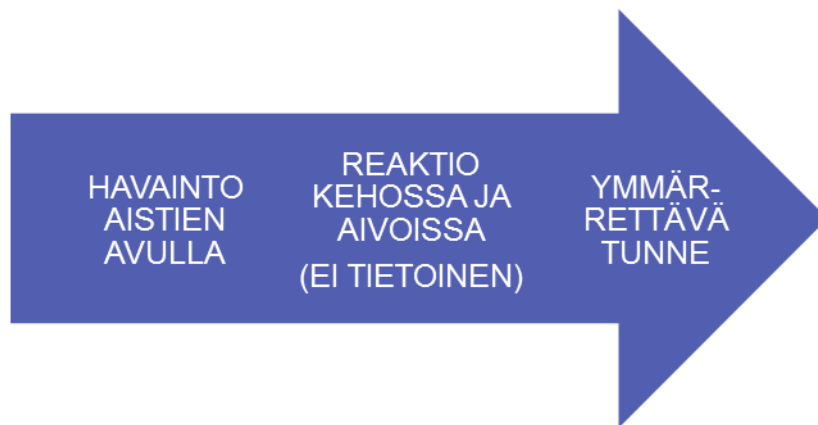 HAVAINTO
AISTIEN
AVULLA
REAKTIO
KEHOSSA JA
AIVOISSA
(EI TIETOINEN)
YMMÄR-
RETTÄVÄ
TUNNE